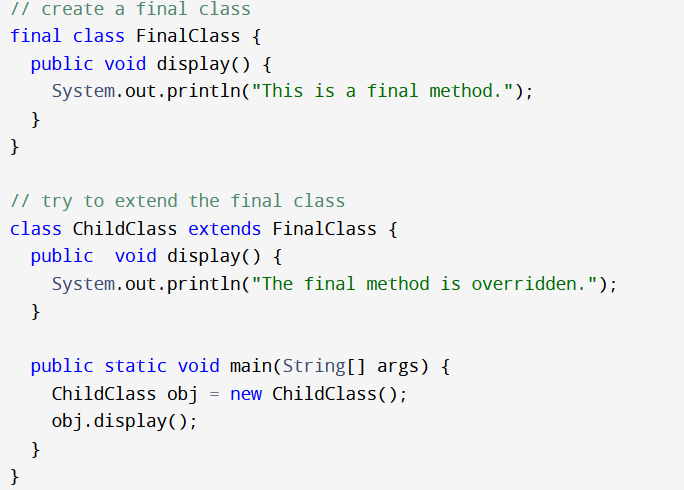 // create a final class
final class FinalClass {
  public void display() {
    System.out.println("This is a final method.");
  }
}

// try to extend the final class
class ChildClass extends FinalClass {
  public  void display() {
    System.out.println("The final method is overridden.");
  }

  public static void main(String[] args) {
    ChildClass obj = new ChildClass();
    obj.display();
  }
}